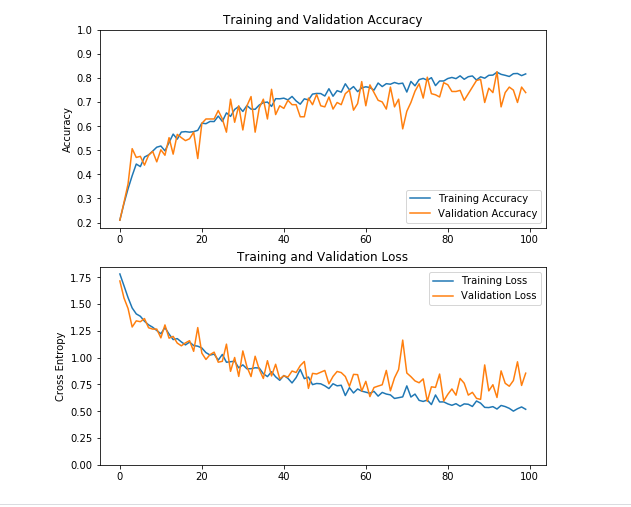 Training and Validation Accuracy
1.0
0.9
0.8
0.7
0.6
0.5
0.4
0.3
0.2
Accuracy
Training Accuracy
Validation Accuracy
0 20 40 60 80 100
Training and Validation Loss
1.75
1.50
1.25
1.00
0.75
0.50
0.25
0.00
Cross Entropy
Training Loss
Validation Loss
0 20 40 60 80 100